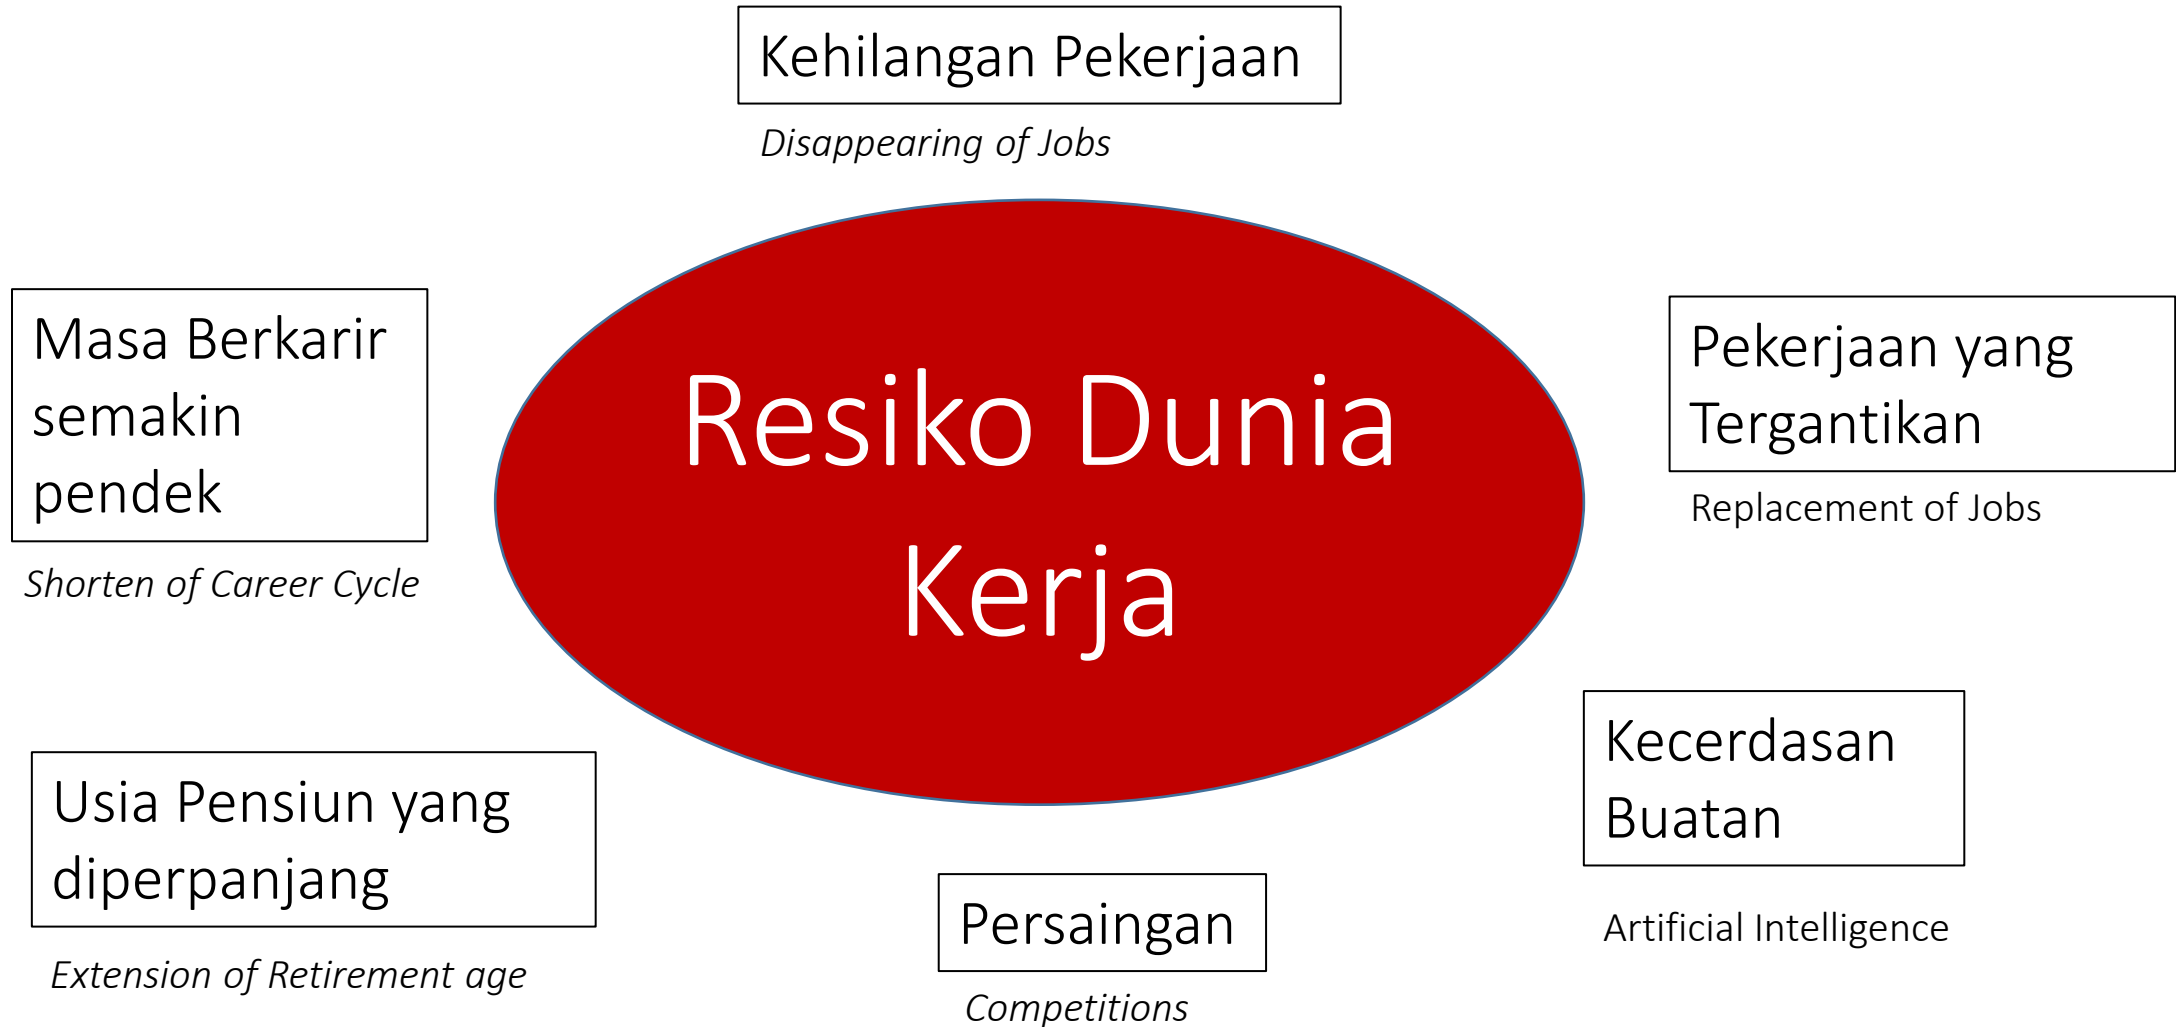 Kehilangan Pekerjaan
Disappearing of Jobs
Masa Berkarir
semakin
pendek
Shorten of Career Cycle
Resiko Dunia
Kerja
Pekerjaan yang
Tergantikan
Replacement of Jobs
Usia Pensiun yang
diperpanjang
Extension of Retirement age
Persaingan
Competitions
Kecerdasan
Buatan
Artificial Intelligence